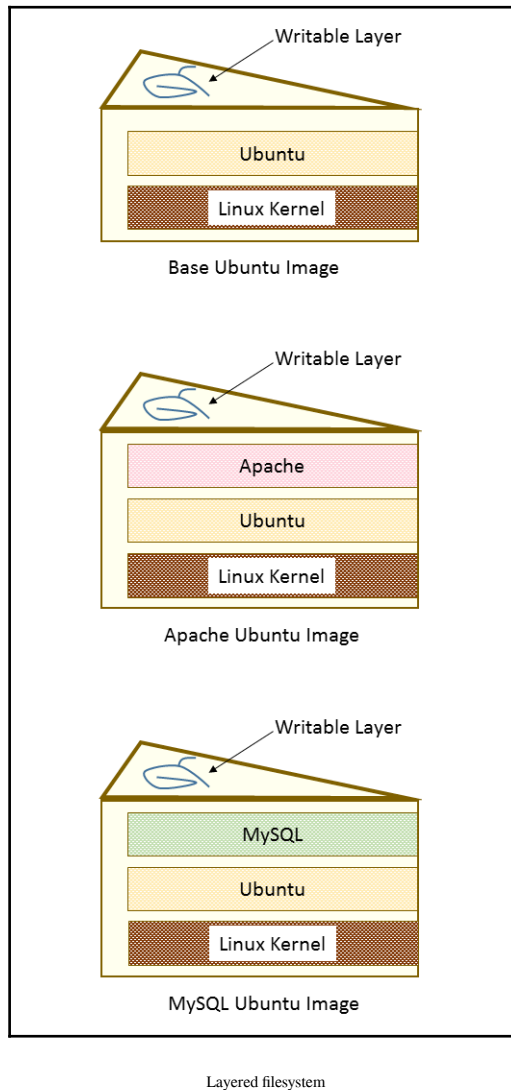 Writable Layer
Ubuntu
Linux Kernel
Base Ubuntu Image
Writable Layer
Apache
Ubuntu
Linux Kernel
Apache Ubuntu Image
Writable Layer
MySQL
Ubuntu
Linux Kernel
MySQL Ubuntu Image
Layered filesystem